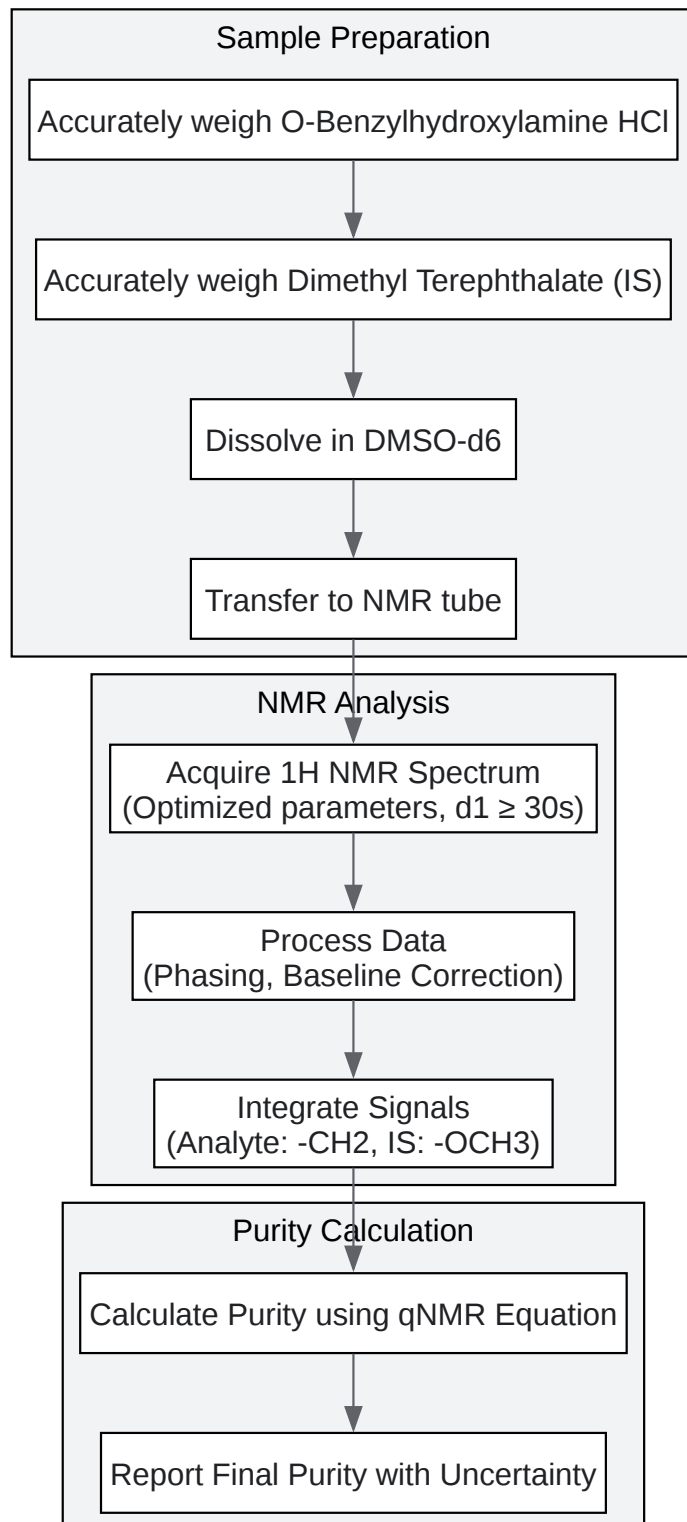 Sample Preparation
Accurately weigh O-Benzylhydroxylamine HCl
Accurately weigh Dimethyl Terephthalate (IS)
Dissolve in DMSO-d6
Transfer to NMR tube
NMR Analysis
Acquire 1H NMR Spectrum
(Optimized parameters, d1 ≥ 30s)
Process Data
(Phasing, Baseline Correction)
Integrate Signals
(Analyte: -CH2, IS: -OCH3)
Purity Calculation
Calculate Purity using qNMR Equation
Report Final Purity with Uncertainty